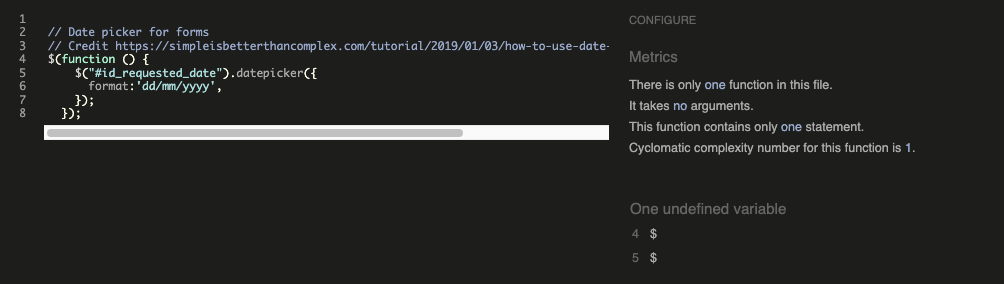 1
2 // Date picker for forms
3 // Credit https://simpleisbetterthancomplex.com/tutorial/2019/01/03/how-to-use-date-
4 $(function () {
5 $("#id_requested_date").datepicker({
6 format:'dd/mm/yyyy',
7 });
8 });
CONFIGURE
Metrics
There is only one function in this file.
It takes no arguments.
This function contains only one statement.
Cyclomatic complexity number for this function is 1.
One undefined variable
4 $
5 $